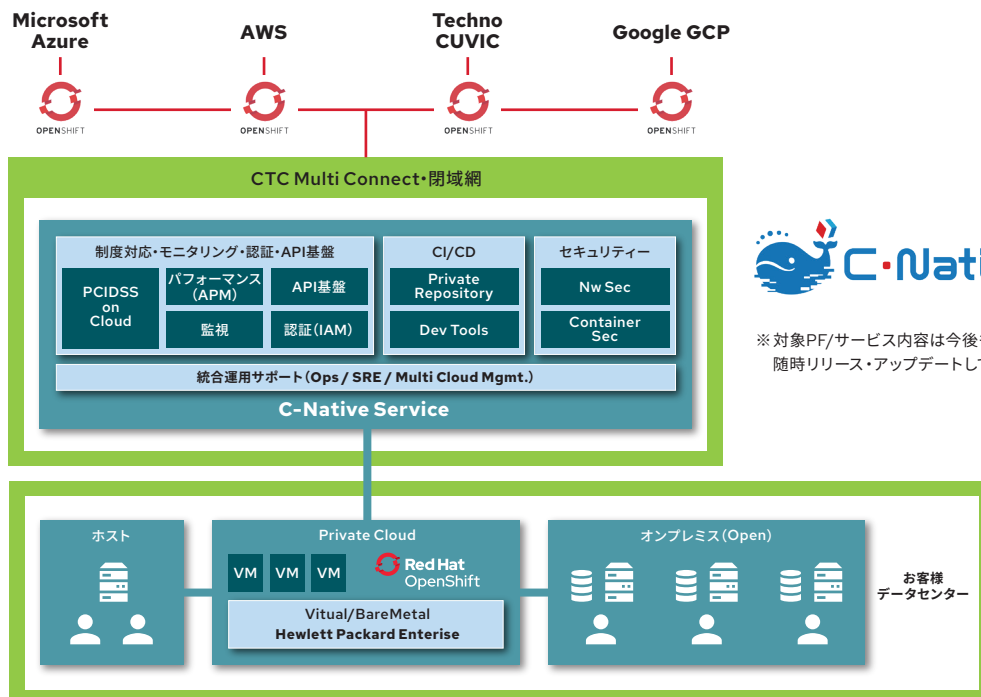 Microsoft
Azure
AWS
Techno
CUVIC
Google GCP
OPENSHIFT
OPENSHIFT
OPENSHIFT
OPENSHIFT
CTC Multi Connect・閉域網
制度対応・モニタリング・認証・API基盤
PCIDSS
on
Cloud
パフォーマンス
(APM)
API基盤
監視
認証(IAM)
CI/CD
Private
Repository
Dev Tools
セキュリティー
Nw Sec
Container
Sec
統合運用サポート(Ops / SRE / Multi Cloud Mgmt.)
C-Native Service
C・Nati
※対象PF/サービス内容は今後
随時リリース・アップデートして
ホスト
Private Cloud
VM
VM
VM
Red Hat
OpenShift
Vitual/BareMetal
Hewlett Packard Enterise
オンプレミス(Open)
お客様
データセンター